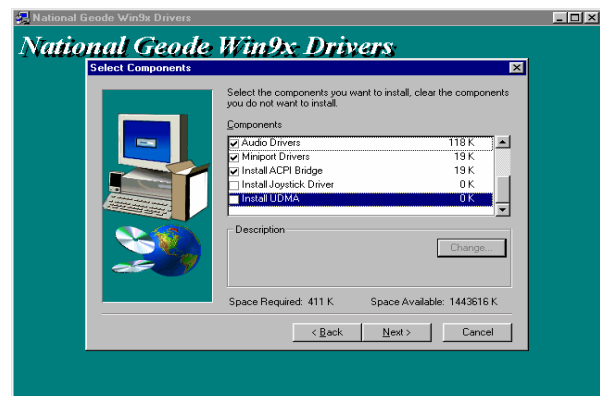 National Geode Win9x Drivers
National Geode Win9x Drivers
Select Components
Select the components you want to install, clear the components
you do not want to install.
Components
Audio Drivers 118 K
Miniport Drivers 19 K
Install ACPI Bridge 19 K
Install Joystick Driver 0 K
Install UDMA 0 K
Description
Change...
Space Required: 411 K Space Available: 1443616 K
< Back Next > Cancel